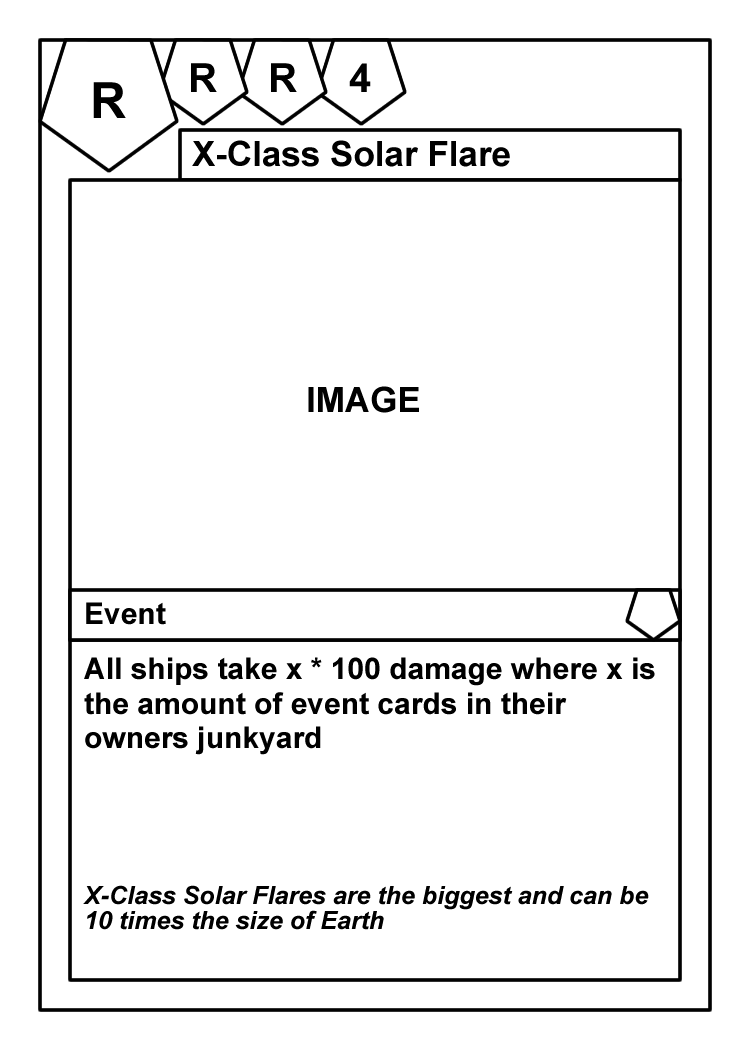 R R R 4
X-Class Solar Flare
IMAGE
Event
All ships take x * 100 damage where x is
the amount of event cards in their
owners junkyard
X-Class Solar Flares are the biggest and can be
10 times the size of Earth